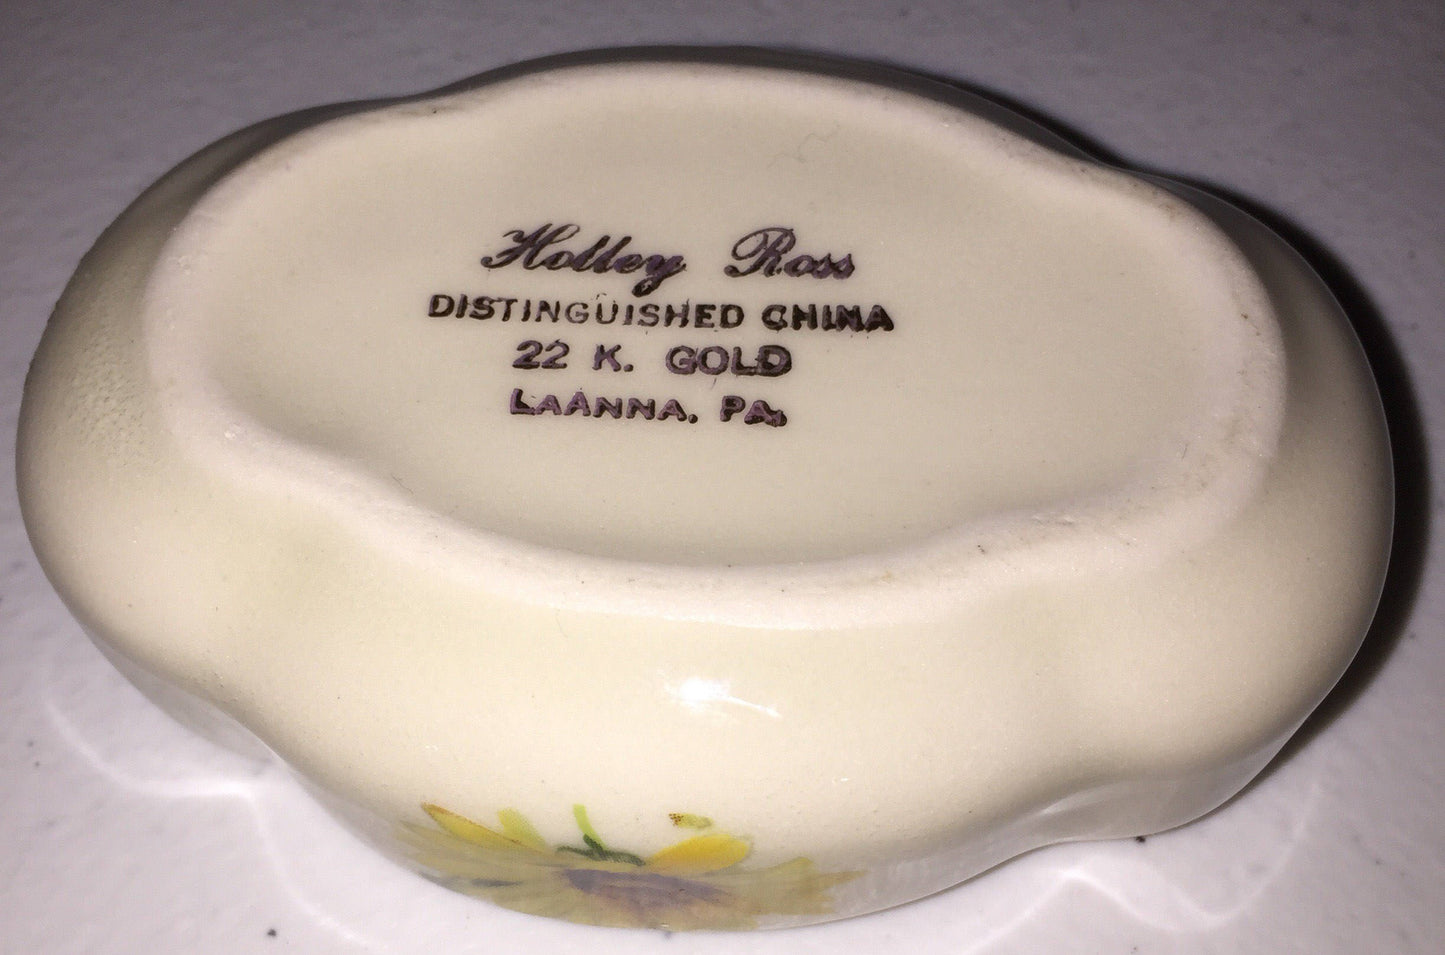 Holley Ross
DISTINGUISHED CHINA
22 K. GOLD
LAANNA, PA.